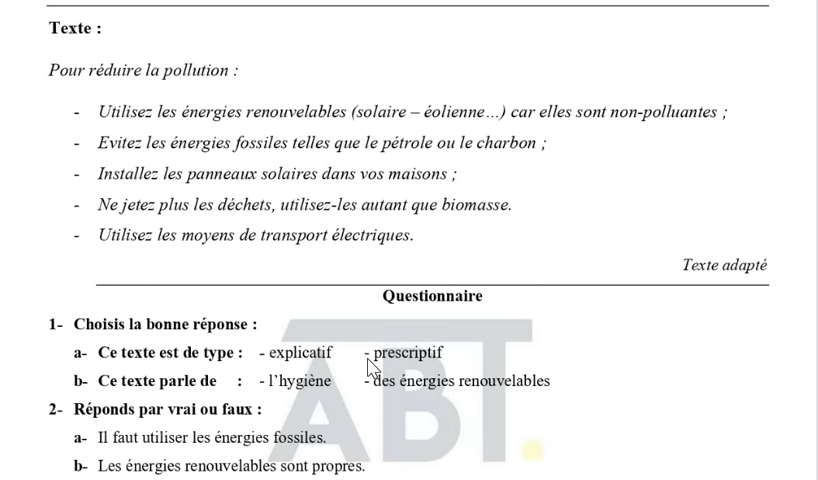 Texte :
Pour réduire la pollution :
- Utilisez les énergies renouvelables (solaire – éolienne…) car elles sont non-polluantes ;
- Evitez les énergies fossiles telles que le pétrole ou le charbon ;
- Installez les panneaux solaires dans vos maisons ;
- Ne jetez plus les déchets, utilisez-les autant que biomasse.
- Utilisez les moyens de transport électriques.
Texte adapté
Questionnaire
1- Choisis la bonne réponse :
a- Ce texte est de type : - explicatif - prescriptif
b- Ce texte parle de : - l’hygiène - des énergies renouvelables
2- Réponds par vrai ou faux :
a- Il faut utiliser les énergies fossiles.
b- Les énergies renouvelables sont propres.
ABT.